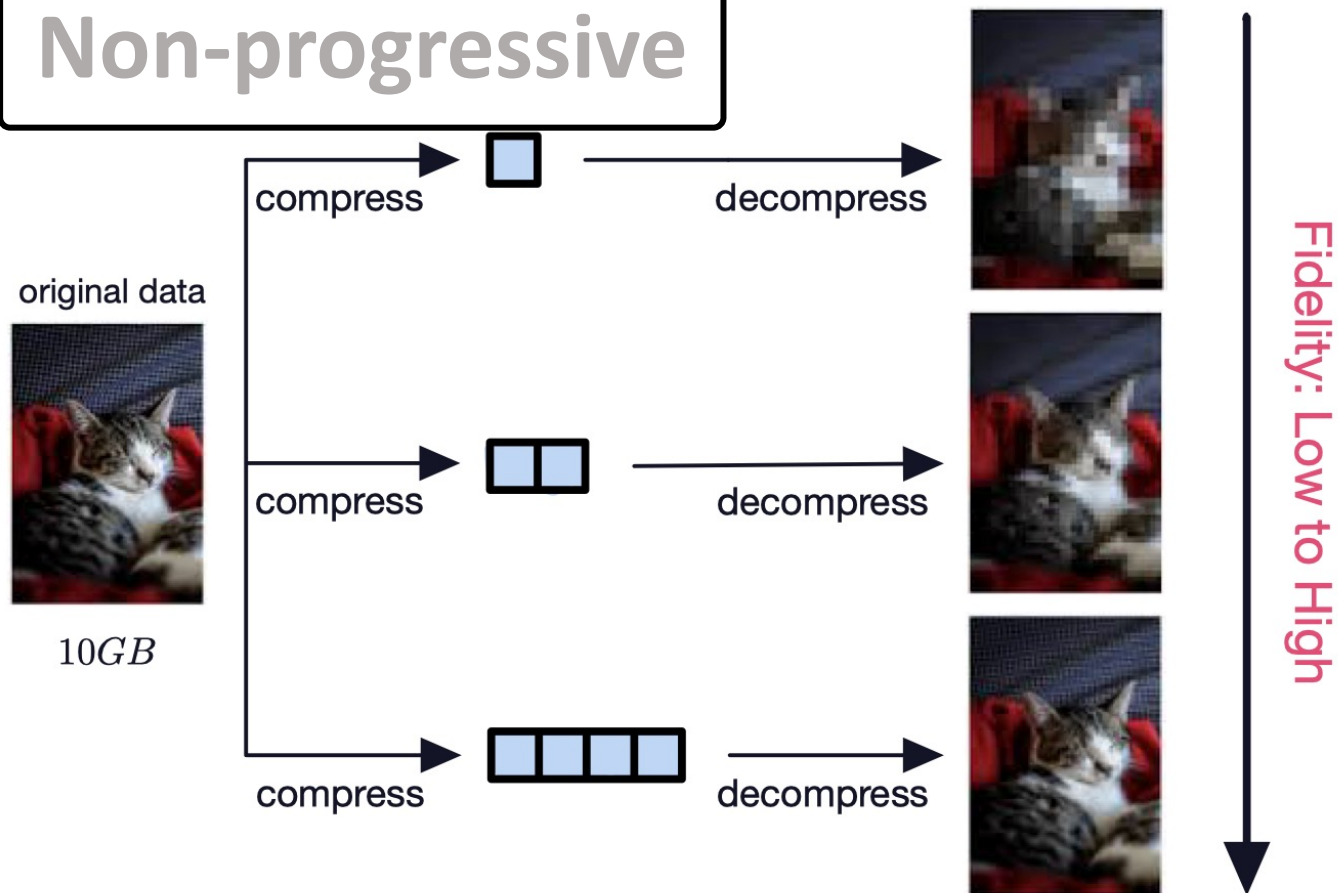 Non-progressive
compress
decompress
original data
compress
decompress
10GB
compress
decompress
Fidelity: Low to High